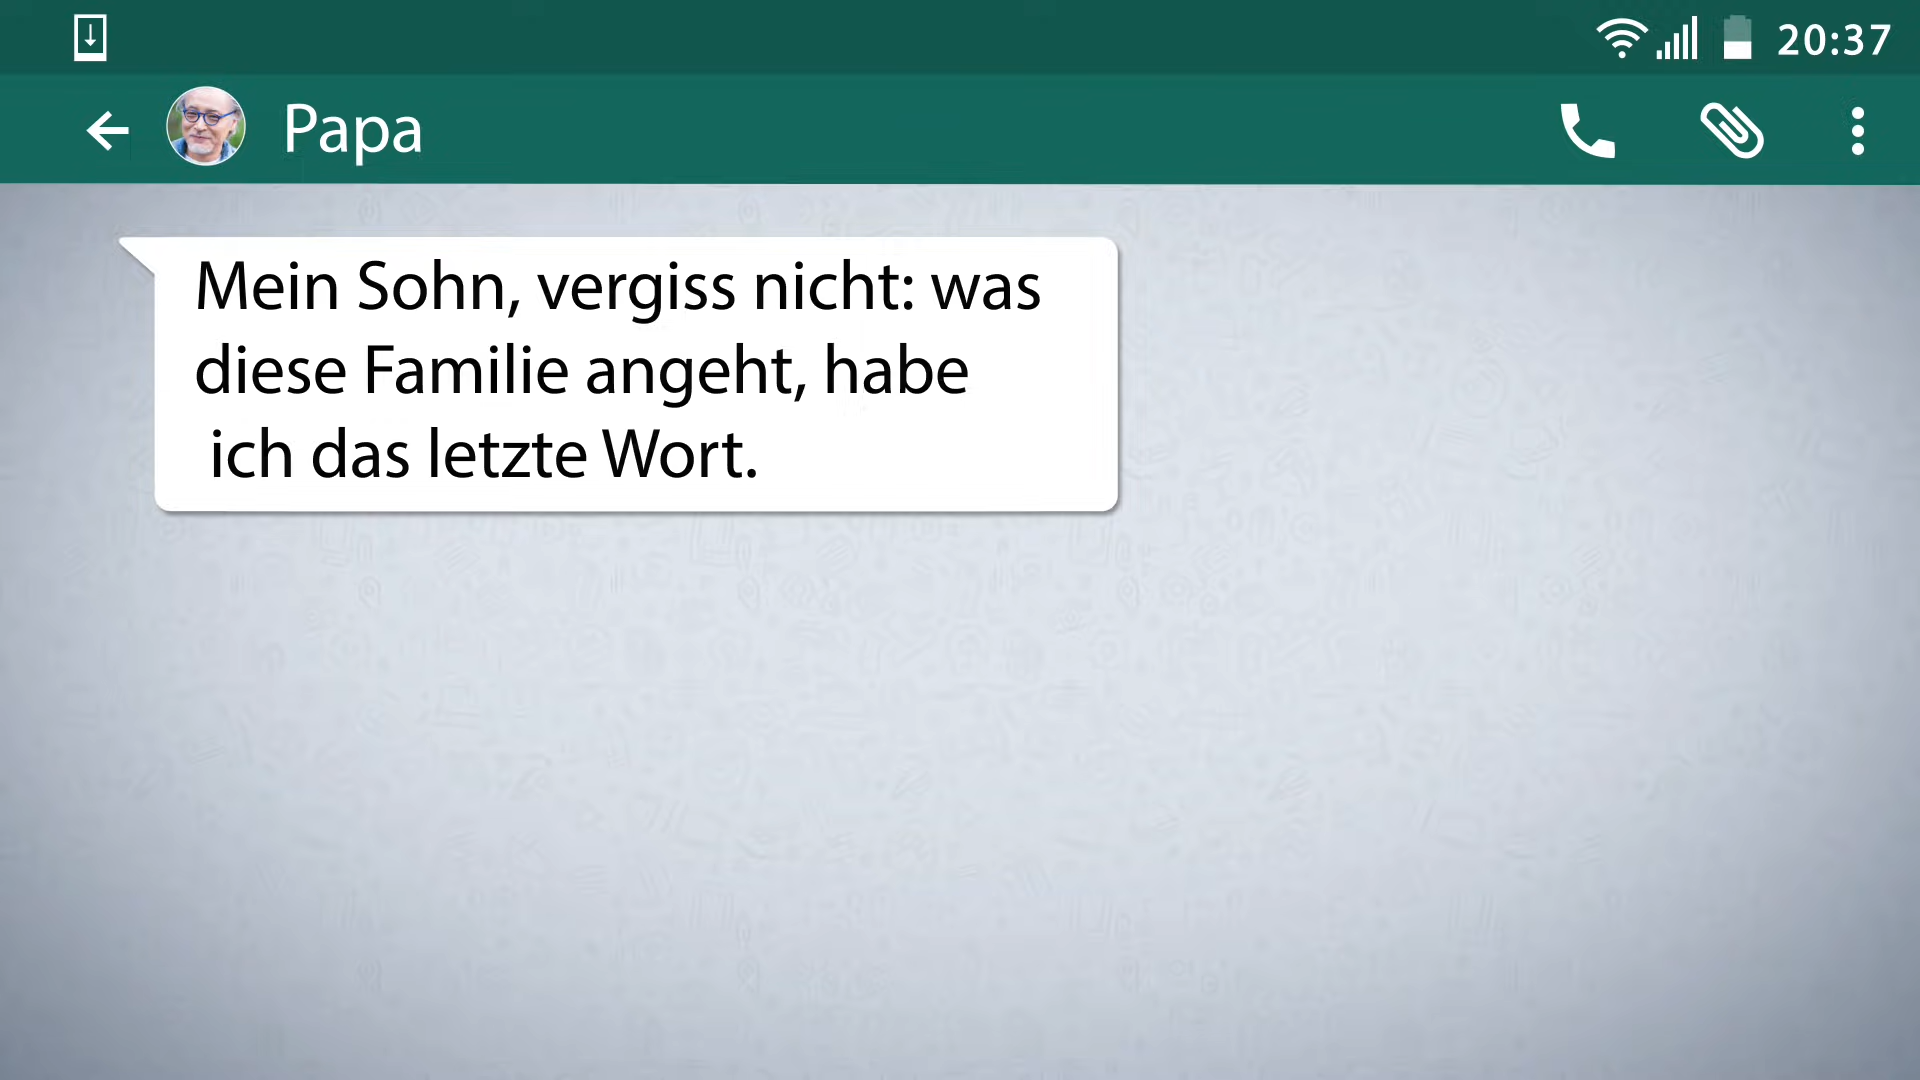 20:37
Papa
Mein Sohn, vergiss nicht: was
diese Familie angeht, habe
ich das letzte Wort.